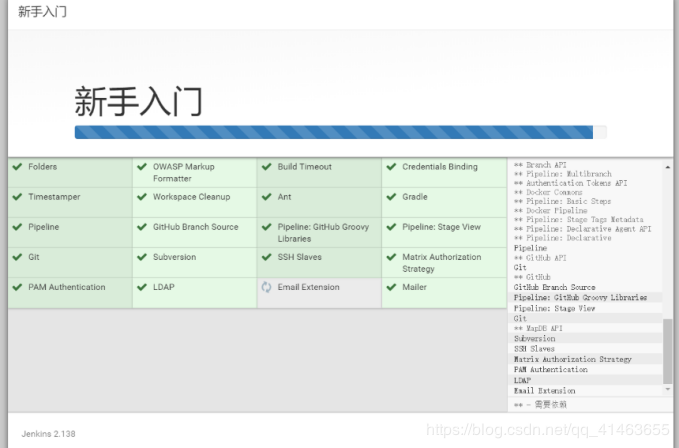 新手入门
新手入门
Folders
OWASP Markup
Formatter
Build Timeout
Credentials Binding
Timestamper
Workspace Cleanup
Ant
Gradle
Pipeline
GitHub Branch Source
Pipeline: GitHub Groovy
Libraries
Pipeline: Stage View
Git
Subversion
SSH Slaves
Matrix Authorization
Strategy
PAM Authentication
LDAP
Email Extension
Mailer
** Branch API
** Pipeline: Multibranch
** Authentication Tokens API
** Docker Commons
** Pipeline: Basic Steps
** Docker Pipeline
** Pipeline: Stage Tags Metadata
** Pipeline: Declarative Agent API
** Pipeline: Declarative
Pipeline
** GitHub API
Git
** GitHub
GitHub Branch Source
Pipeline: GitHub Groovy Libraries
Pipeline: Stage View
Git
** MapDB API
Subversion
SSH Slaves
Matrix Authorization Strategy
PAM Authentication
LDAP
Email Extension
** - 需要依赖
Jenkins 2.138
https://blog.csdn.net/qq_41463655